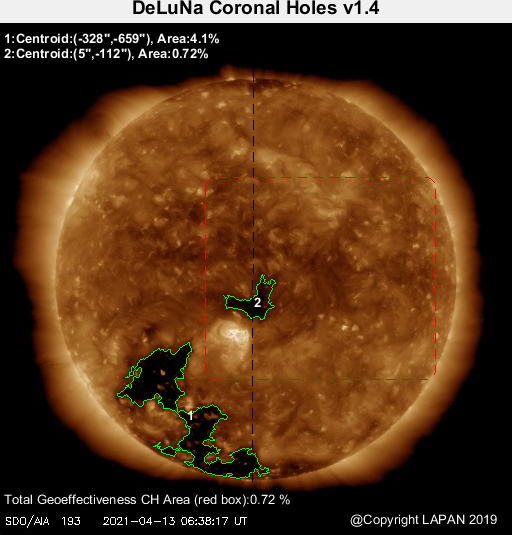 DeLuNa Coronal Holes v1.4
1:Centroid:(-328",-659"), Area:4.1%
2:Centroid:(5",-112"), Area:0.72%
2
1
Total Geoeffectiveness CH Area (red box):0.72 %
SDO/AIA 193 2021-04-13 06:38:17 UT
@Copyright LAPAN 2019